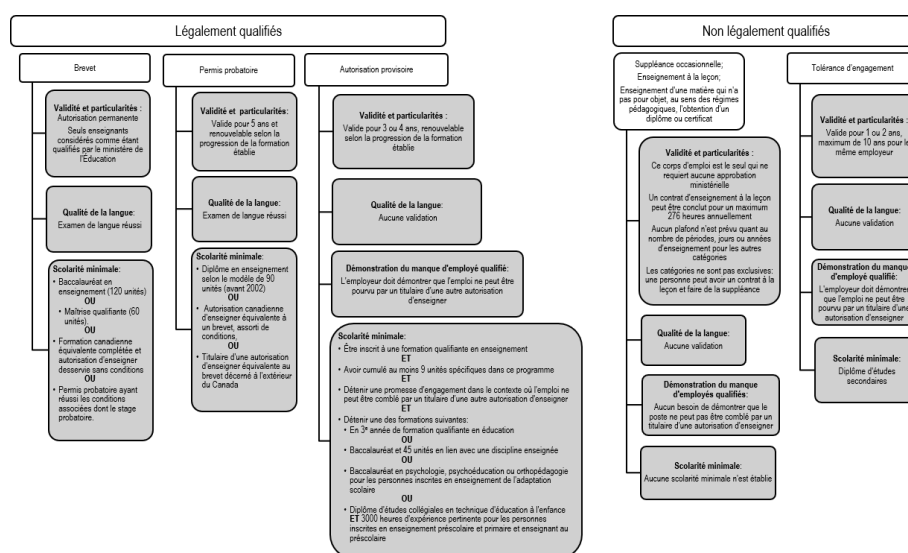 Légalement qualifiés
Brevet
Validité et particularités :
Autorisation permanente
Seuls enseignants
considérés comme étant
qualifiés par le ministère de
l'Éducation
Qualité de la langue:
Examen de langue réussi
Scolarité minimale:
• Baccalauréat en
enseignement (120 unités)
OU
• Maîtrise qualifiante (60
unités),
OU
• Formation canadienne
équivalente complétée et
autorisation d'enseigner
desservie sans conditions
OU
• Permis probatoire ayant
réussi les conditions
associées dont le stage
probatoire.
Permis probatoire
Validité et particularités:
Valide pour 5 ans et
renouvelable selon la
progression de la formation
établie
Qualité de la langue:
Examen de langue réussi
Scolarité minimale:
• Diplôme en enseignement
selon le modèle de 90
unités (avant 2002)
OU
• Autorisation canadienne
d'enseigner équivalente à
un brevet, assorti de
conditions,
OU
• Titulaire d'une autorisation
d'enseigner équivalente au
brevet décerné à l'extérieur
du Canada
Autorisation provisoire
Validité et particularités :
Valide pour 3 ou 4 ans, renouvelable
selon la progression de la formation
établie
Qualité de la langue:
Aucune validation
Démonstration du manque d'employé qualifié:
L'employeur doit démontrer que l'emploi ne peut être
pourvu par un titulaire d'une autre autorisation
d'enseigner
Scolarité minimale:
• Être inscrit à une formation qualifiante en enseignement
ET
• Avoir cumulé au moins 9 unités spécifiques dans ce programme
ET
• Détenir une promesse d'engagement dans le contexte où l'emploi ne
peut être comblé par un titulaire d'une autre autorisation d'enseigner
ET
• Détenir une des formations suivantes:
• En 3e année de formation qualifiante en éducation
OU
• Baccalauréat et 45 unités en lien avec une discipline enseignée
OU
• Baccalauréat en psychologie, psychoéducation ou orthopédagogie
pour les personnes inscrites en enseignement de l'adaptation
scolaire
OU
• Diplôme d'études collégiales en technique d'éducation à l'enfance
ET 3000 heures d'expérience pertinente pour les personnes
inscrites en enseignement préscolaire et primaire et enseignant au
préscolaire
Non légalement qualifiés
Suppléance occasionnelle;
Enseignement à la leçon;
Enseignement d'une matière qui n'a
pas pour objet, au sens des régimes
pédagogiques, l'obtention d'un
diplôme ou certificat
Validité et particularités :
Ce corps d'emploi est le seul qui ne
requiert aucune approbation
ministérielle
Un contrat d'enseignement à la leçon
peut être conclut pour un maximum
276 heures annuellement
Aucun plafond n'est prévu quant au
nombre de périodes, jours ou années
d'enseignement pour les autres
catégories
Les catégories ne sont pas exclusives:
une personne peut avoir un contrat à la
leçon et faire de la suppléance
Qualité de la langue:
Aucune validation
Démonstration du manque
d'employés qualifiés:
Aucun besoin de démontrer que le
poste ne peut pas être comblé par un
titulaire d'une autorisation d'enseigner
Scolarité minimale:
Aucune scolarité minimale n'est établie
Tolérance d'engagement
Validité et particularités :
Valide pour 1 ou 2 ans,
maximum de 10 ans pour le
même employeur
Qualité de la langue:
Aucune validation
Démonstration du manque
d'employé qualifié:
L'employeur doit démontrer
que l'emploi ne peut être
pourvu par un titulaire d'une
autorisation d'enseigner
Scolarité minimale:
Diplôme d'études
secondaires